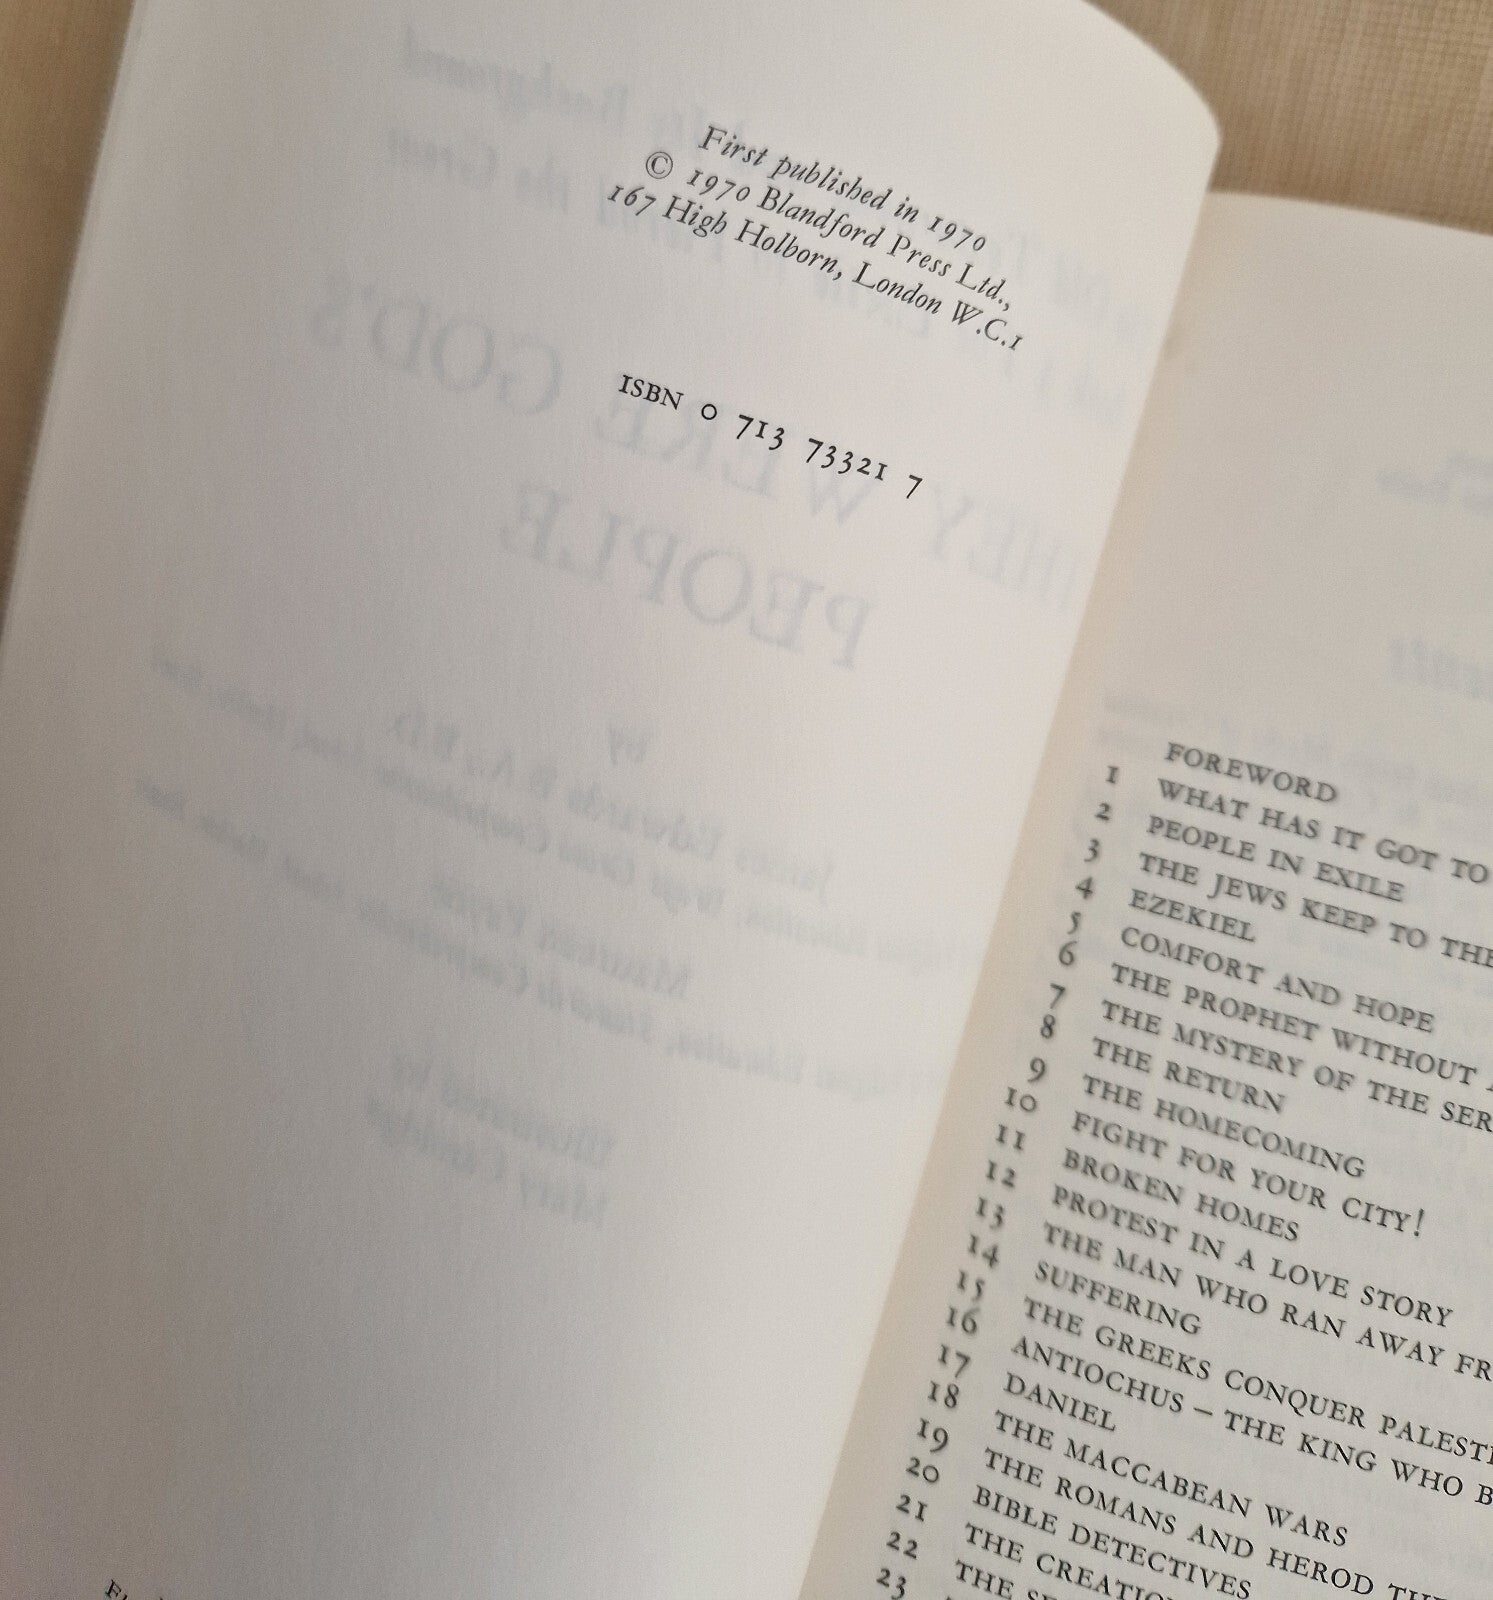 First published in 1970
© 1970 Blandford Press Ltd.,
167 High Holborn, London W.C.1
ISBN 0 713 73321 7
FOREWORD
1 WHAT HAS IT GOT TO
2 PEOPLE IN EXILE
3 THE JEWS KEEP TO THE
4 EZEKIEL
5 COMFORT AND HOPE
6 THE PROPHET WITHOUT A
7 THE MYSTERY OF THE SER
8 THE RETURN
9 THE HOMECOMING
10 FIGHT FOR YOUR CITY!
11 BROKEN HOMES
12 PROTEST IN A LOVE STORY
13 THE MAN WHO RAN AWAY FR
14 SUFFERING
15 THE GREEKS CONQUER PALESTI
16 ANTIOCHUS – THE KING WHO B
17 DANIEL
18 THE MACCABEAN WARS
19 THE ROMANS AND HEROD THE
20 BIBLE DETECTIVES
21 THE CREATIO
22 THE SE
23